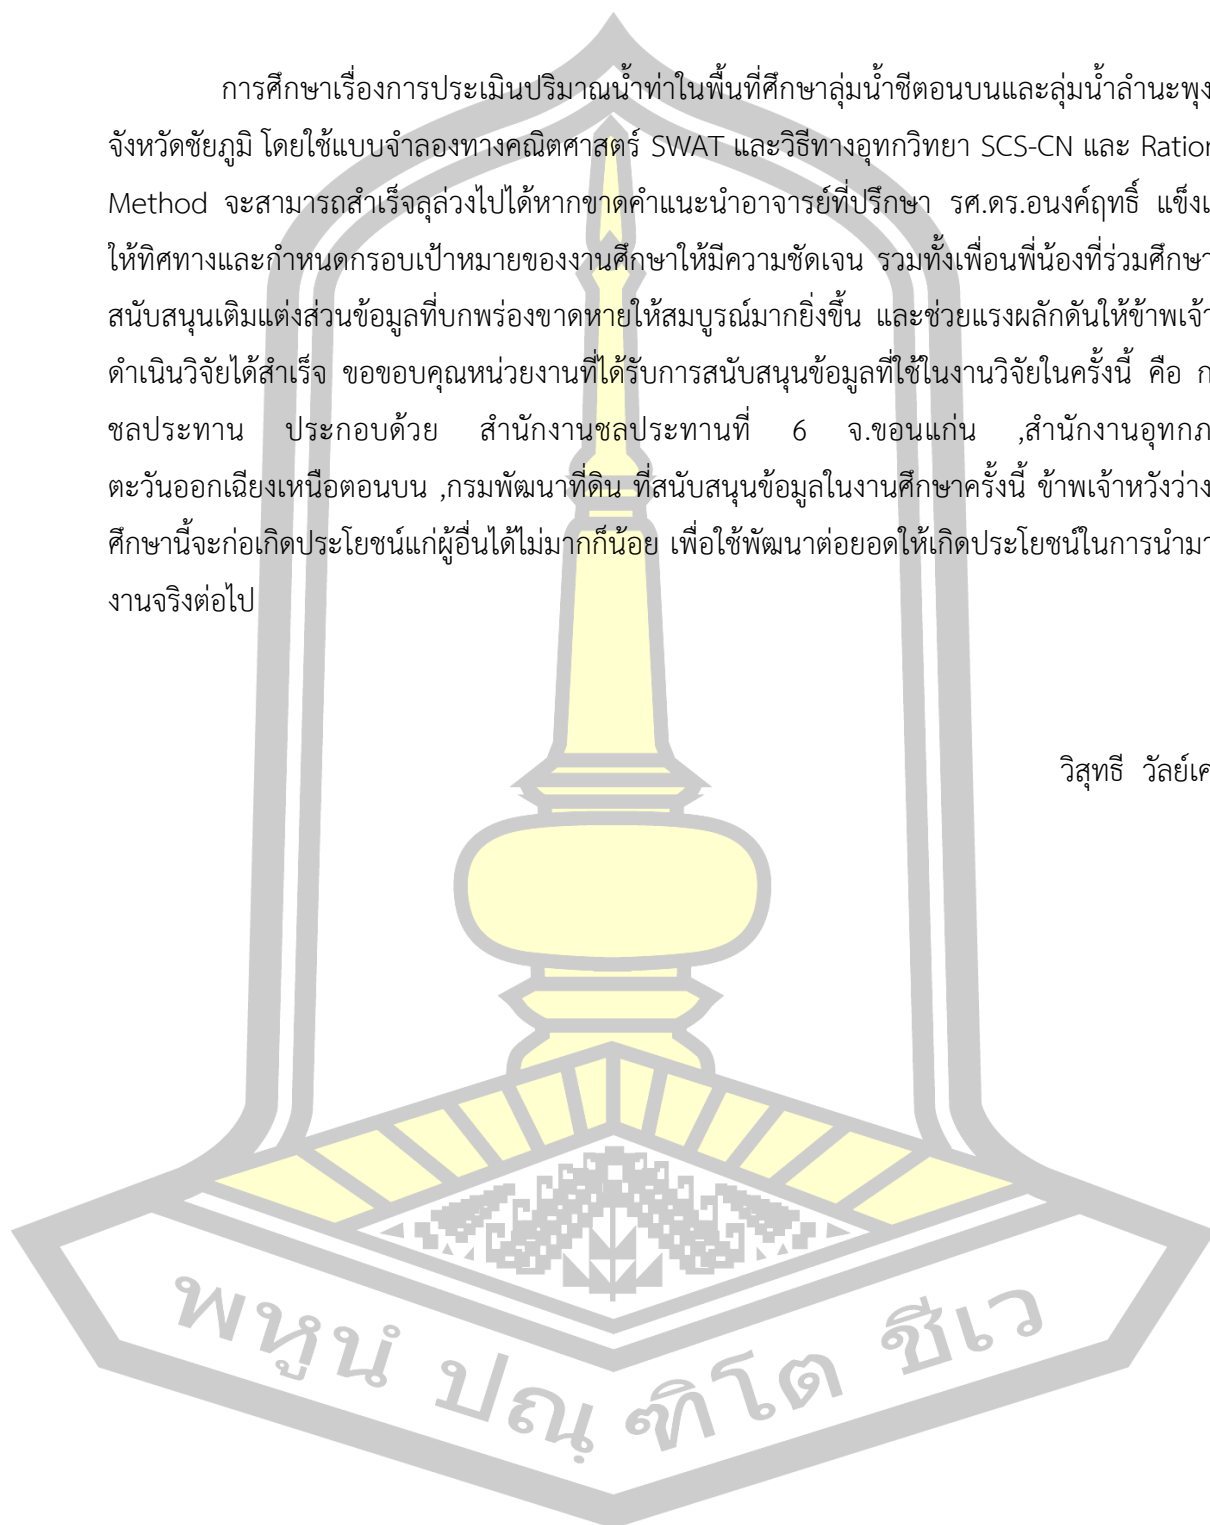 การศึกษาเรื่องการประเมินปริมาณน้ำท่าในพื้นที่ศึกษาลุ่มน้ำชีตอนบนและลุ่มน้ำลำนะพุง
จังหวัดชัยภูมิ โดยใช้แบบจำลองทางคณิตศาสตร์ SWAT และวิธีทางอุทกวิทยา SCS-CN และ
Method จะสามารถสำเร็จลุล่วงไปได้หากขาดคำแนะนำอาจารย์ที่ปรึกษา รศ.ดร.อนงค์ฤทธิ์
ให้ทิศทางและกำหนดกรอบเป้าหมายของงานศึกษาให้มีความชัดเจน รวมทั้งเพื่อนพี่น้องที่ร่วมศึกษา
สนับสนุนเติมแต่งส่วนข้อมูลที่บกพร่องขาดหายให้สมบูรณ์มากยิ่งขึ้น และช่วยแรงผลักดันให้ข้าพเจ้า
ดำเนินวิจัยได้สำเร็จ ขอขอบคุณหน่วยงานที่ได้รับการสนับสนุนข้อมูลที่ใช้ในงานวิจัยในครั้งนี้ คือ
ชลประทาน ประกอบด้วย สำนักงานชลประทานที่ 6 จ.ขอนแก่น
ตะวันออกเฉียงเหนือตอนบน ,กรมพัฒนาที่ดิน ที่สนับสนุนข้อมูลในงานศึกษาครั้งนี้ ข้าพเจ้าหวังว่า
ศึกษานี้จะก่อเกิดประโยชน์แก่ผู้อื่นได้ไม่มากก็น้อย เพื่อใช้พัฒนาต่อยอดให้เกิดประโยชน์ในการนำมา
งานจริงต่อไป
วิสุทธี
พหูนํ ปณฺฑิโต ชีเว